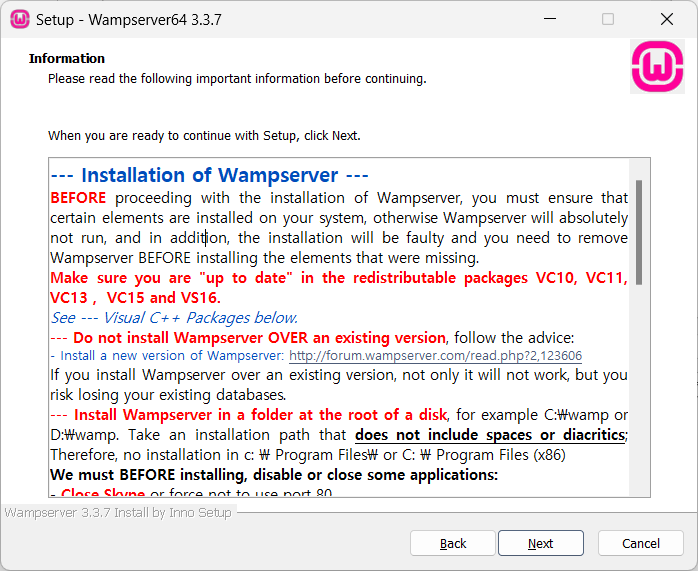 Setup - Wampserver64 3.3.7
Information
Please read the following important information before continuing.
When you are ready to continue with Setup, click Next.
--- Installation of Wampserver ---
BEFORE proceeding with the installation of Wampserver, you must ensure that
certain elements are installed on your system, otherwise Wampserver will absolutely
not run, and in addition, the installation will be faulty and you need to remove
Wampserver BEFORE installing the elements that were missing.
Make sure you are "up to date" in the redistributable packages VC10, VC11,
VC13 , VC15 and VS16.
See --- Visual C++ Packages below.
--- Do not install Wampserver OVER an existing version, follow the advice:
- Install a new version of Wampserver: http://forum.wampserver.com/read.php?2,123606
If you install Wampserver over an existing version, not only it will not work, but you
risk losing your existing databases.
--- Install Wampserver in a folder at the root of a disk, for example C:₩wamp or
D:₩wamp. Take an installation path that does not include spaces or diacritics;
Therefore, no installation in c: ₩ Program Files₩ or C: ₩ Program Files (x86)
We must BEFORE installing, disable or close some applications:
- Close Skype or force not to use port 80
Wampserver 3.3.7 Install by Inno Setup
Back
Next
Cancel